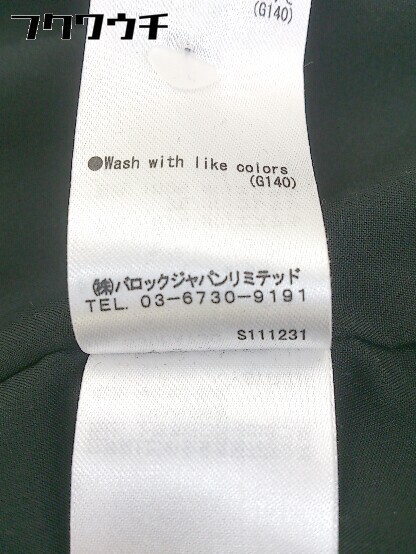 フクウウチ
(G140)
●Wash with like colors
(G140)
㈱バロックジャパンリミテッド
TEL. 03-6730-9191
S111231